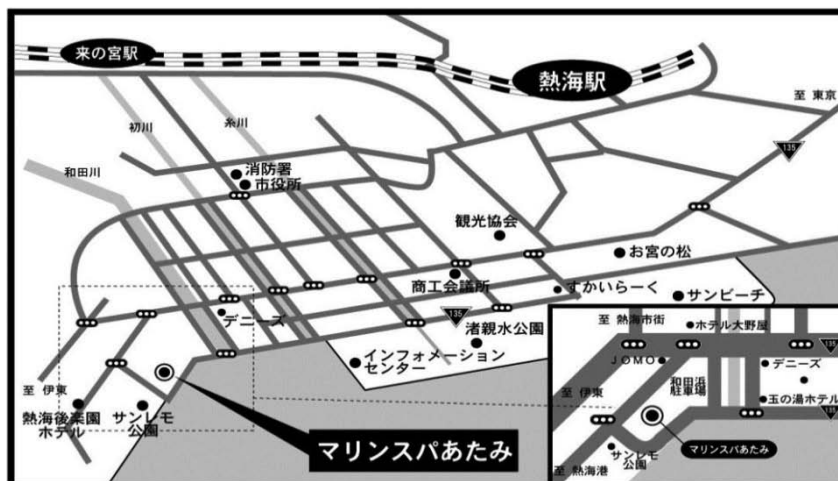 来の宮駅
熱海駅
至 東京
初川
糸川
135
和田川
消防署
市役所
観光協会
お宮の松
商工会議所
すかいらーく
サンビーチ
デニーズ
135
渚親水公園
インフォメーション
センター
至 伊東
熱海後楽園
ホテル
サンレモ
公園
マリンスパあたみ
至 熱海市街
ホテル大野屋
135
JOMO
デニーズ
至 伊東
和田浜
駐車場
玉の湯ホテル
135
マリンスパあたみ
サンレモ
公園
至 熱海港